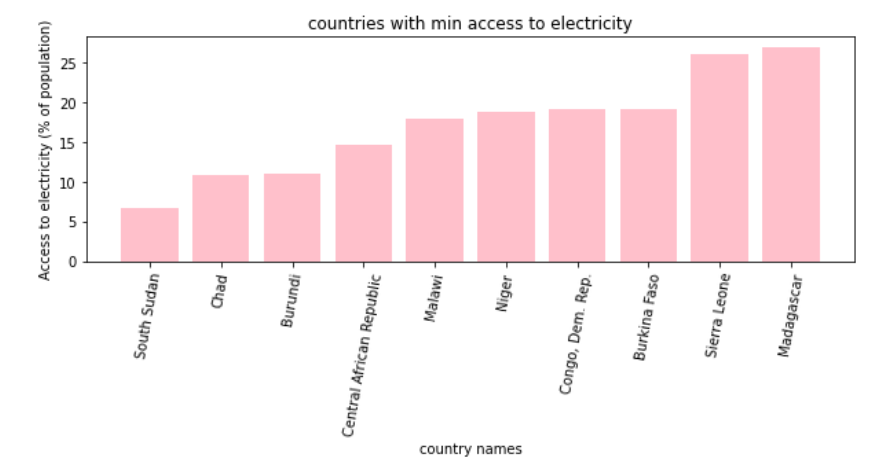 countries with min access to electricity
Access to electricity (% of population)
25
20
15
10
5
0
South Sudan
Chad
Burundi
Central African Republic
Malawi
Niger
Congo, Dem. Rep.
Burkina Faso
Sierra Leone
Madagascar
country names